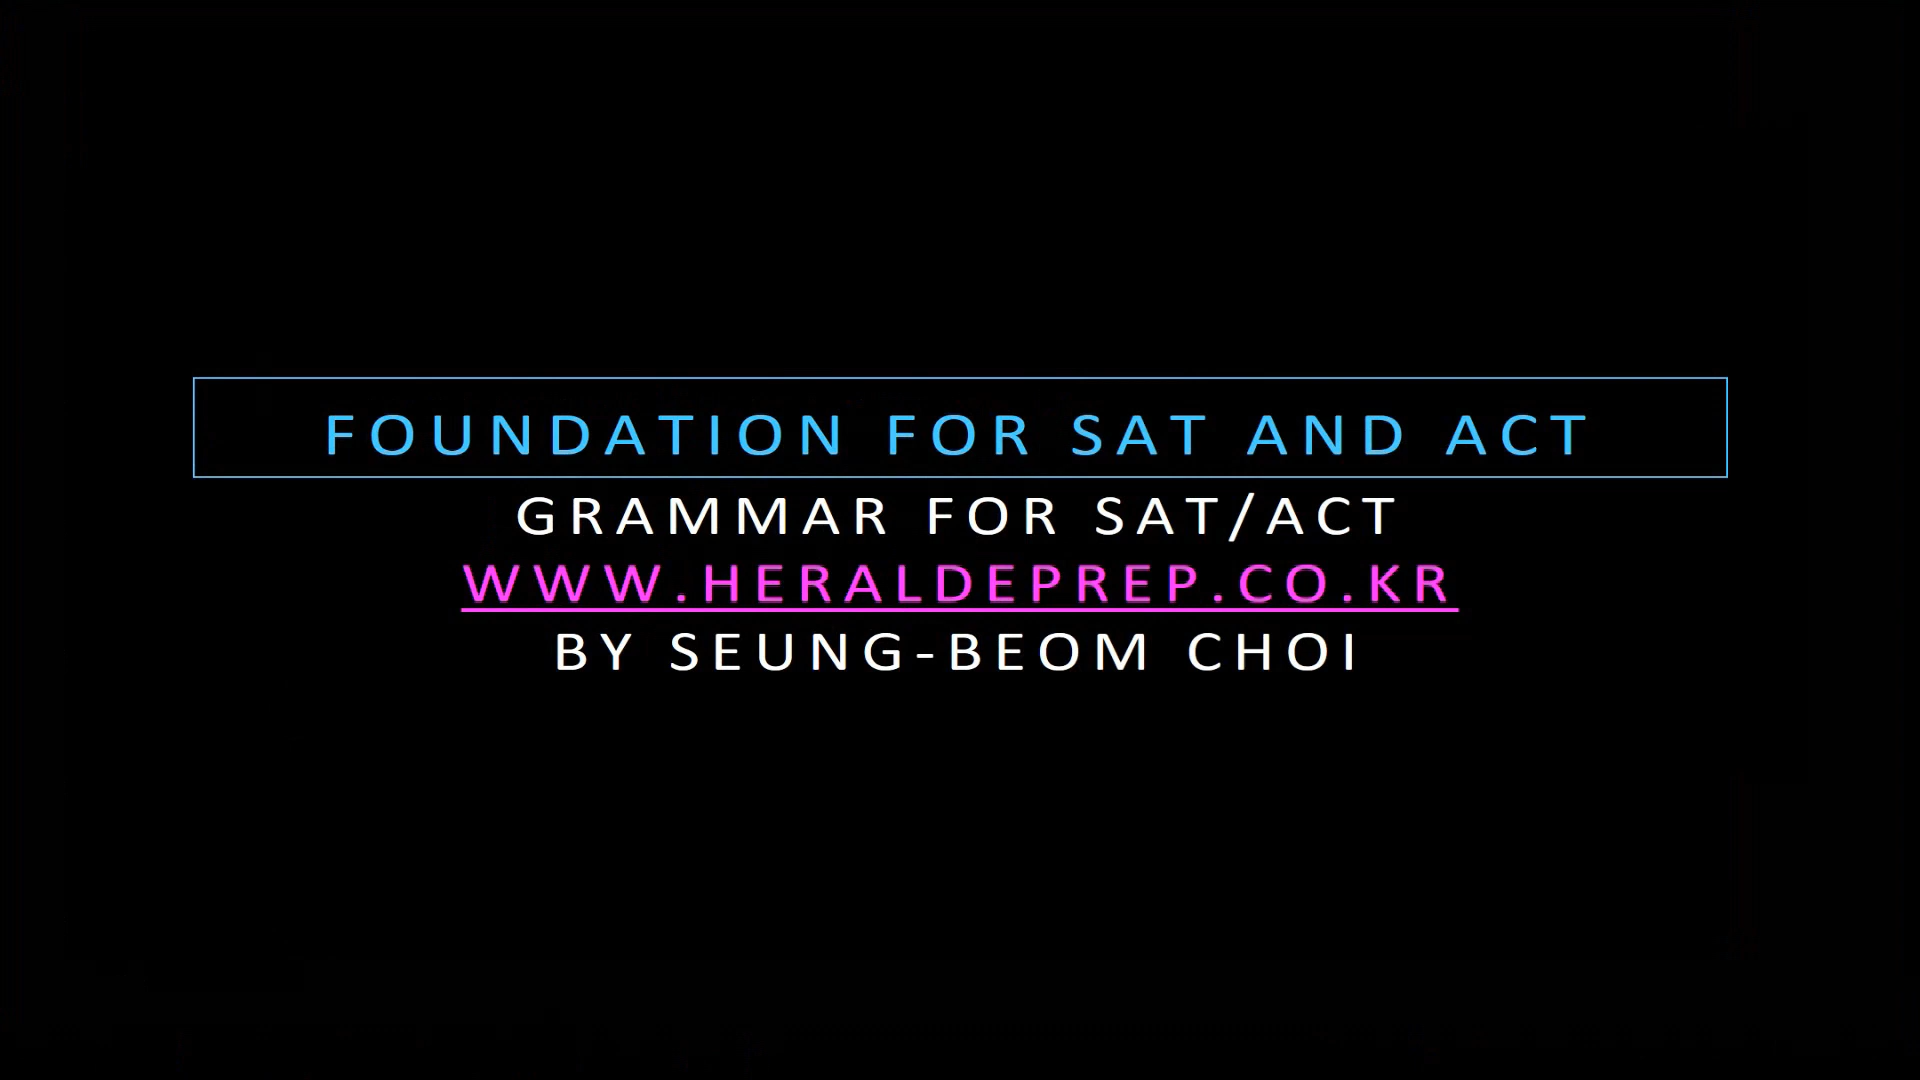 FOUNDATION FOR SAT AND ACT
GRAMMAR FOR SAT/ACT
WWW.HERALDEPREP.CO.KR
BY SEUNG-BEOM CHOI